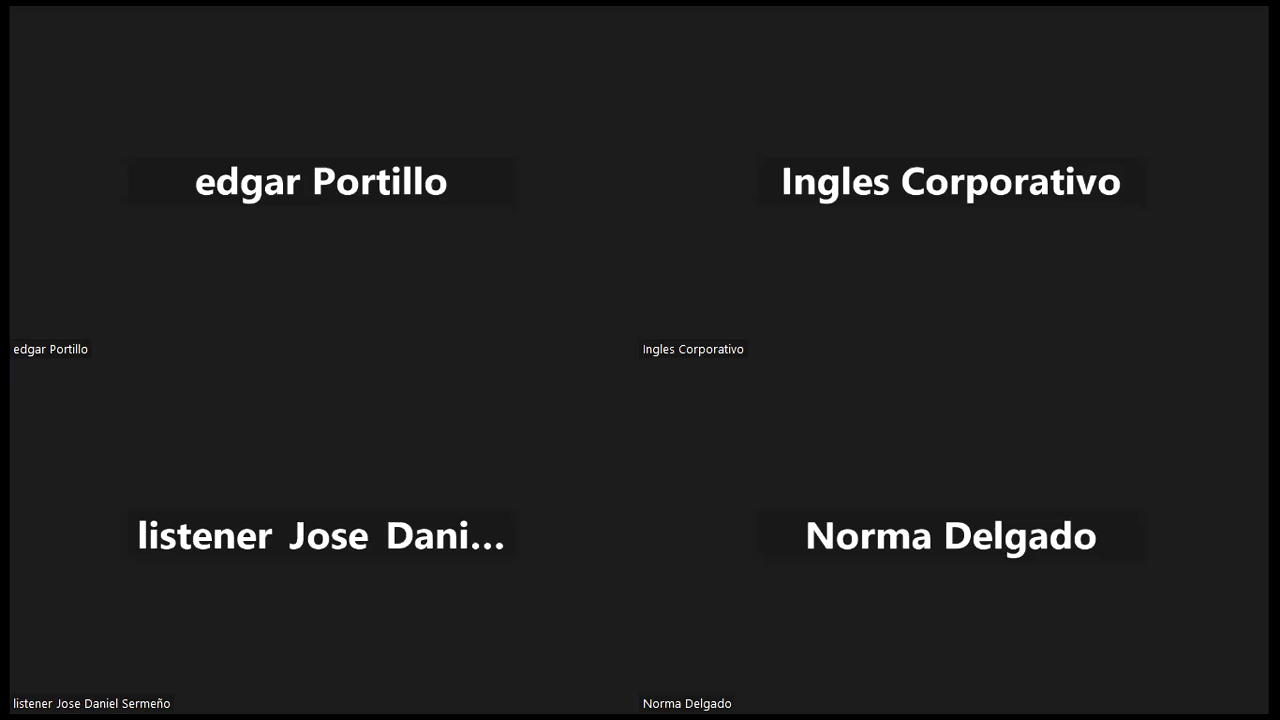 edgar Portillo
Ingles Corporativo
edgar Portillo
Ingles Corporativo
listener Jose Dani...
Norma Delgado
listener Jose Daniel Sermeño
Norma Delgado